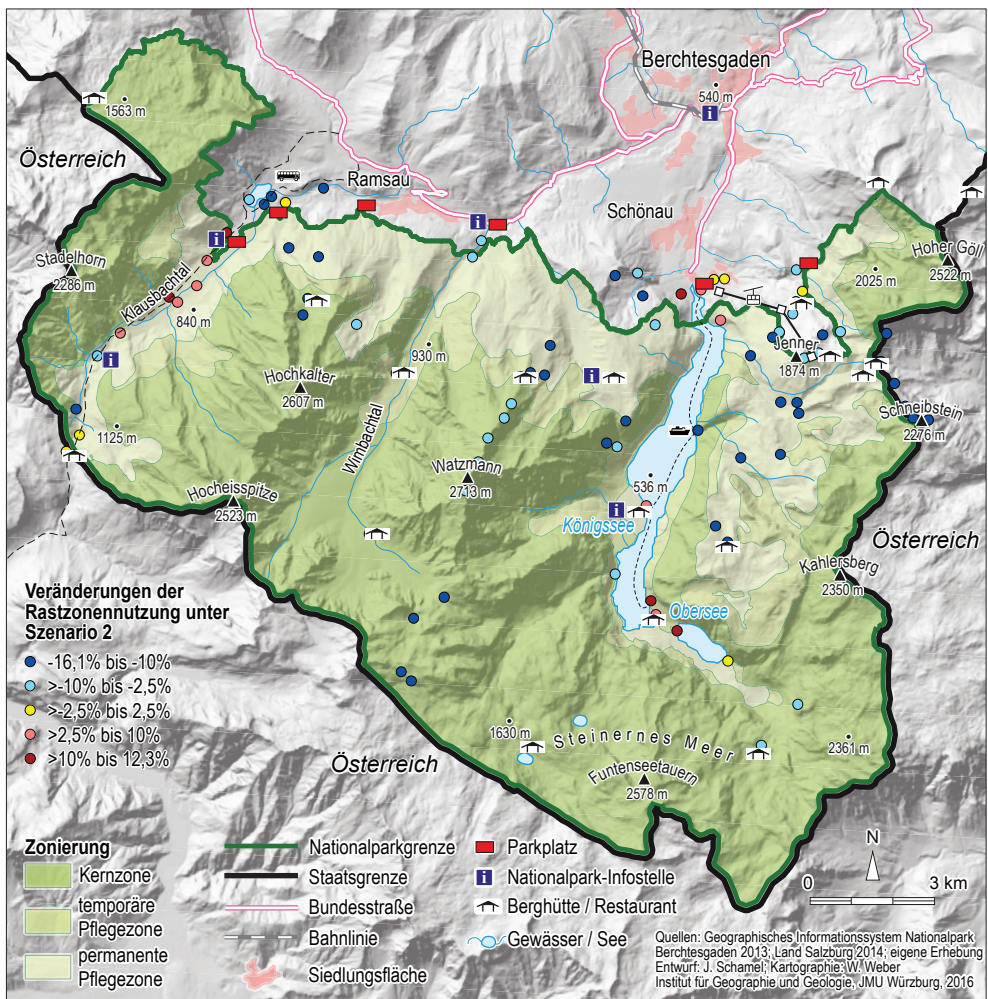 Berchtesgaden
540 m
1563 m
Österreich
Ramsau
Schönau
Stadelhorn
2286 m
Klausbachtal
840 m
Hoher Göll
2522 m
2025 m
930 m
Hochkalter
2607 m
Jenner
1874 m
Schneibstein
2276 m
1125 m
Wimbachtal
Watzmann
2713 m
Hocheisspitze
2523 m
536 m
Königssee
Österreich
Kahlersberg
2350 m
Obersee
Veränderungen der
Rastzonennutzung unter
Szenario 2
-16,1% bis -10%
>-10% bis -2,5%
>-2,5% bis 2,5%
>2,5% bis 10%
>10% bis 12,3%
1630 m
Steinernes Meer
2361 m
Österreich
Funtenseetauern
2578 m
Zonierung
Kernzone
temporäre
Pflegezone
permanente
Pflegezone
Nationalparkgrenze
Staatsgrenze
Bundesstraße
Bahnlinie
Siedlungsfläche
Parkplatz
i Nationalpark-Infostelle
Berghütte / Restaurant
Gewässer / See
N
0 3 km
Quellen: Geographisches Informationssystem Nationalpark
Berchtesgaden 2013; Land Salzburg 2014; eigene Erhebung
Entwurf: J. Schamel; Kartographie: W. Weber
Institut für Geographie und Geologie, JMU Würzburg, 2016